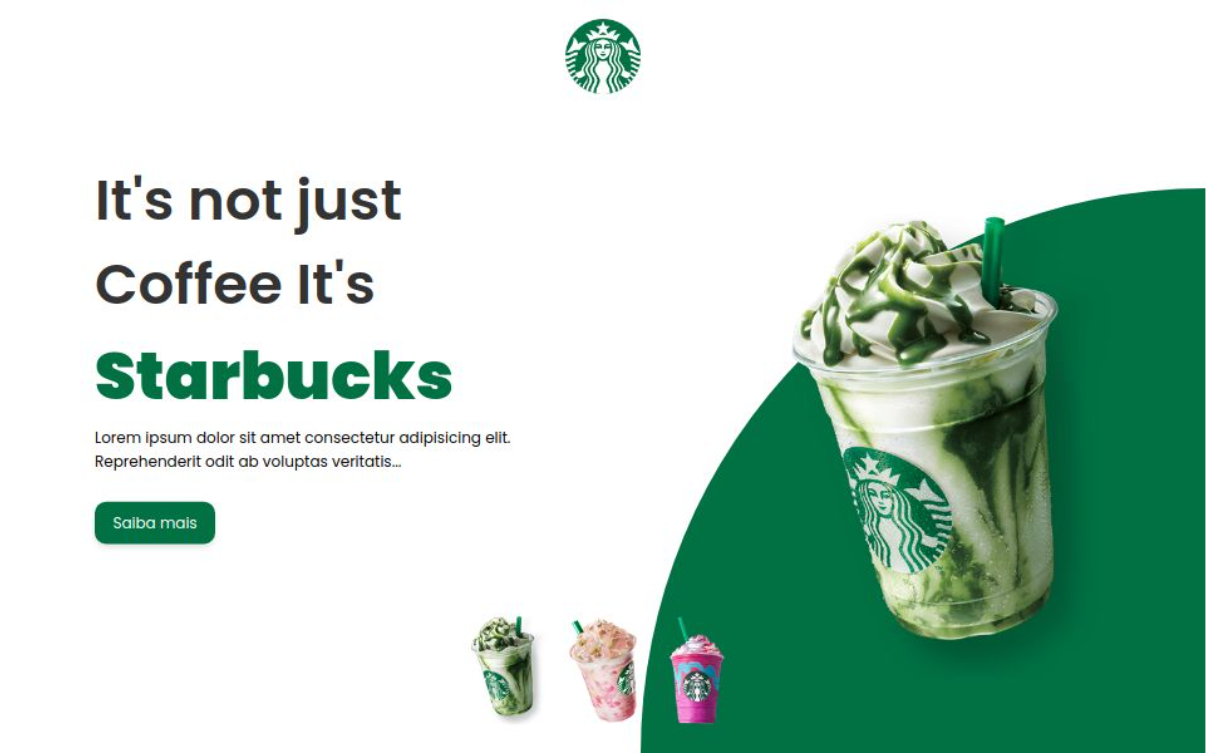 It's not just
Coffee It's
Starbucks
Lorem ipsum dolor sit amet consectetur adipisicing elit.
Reprehenderit odit ab voluptas veritatis...
Saiba mais